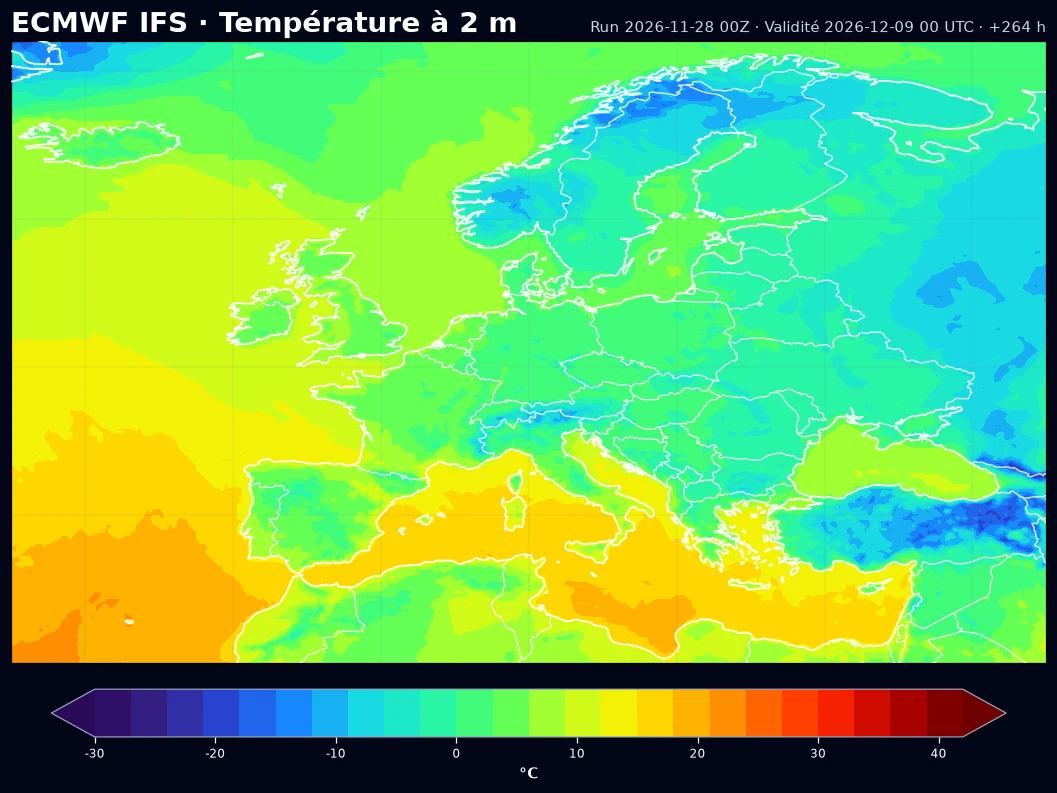 ECMWF IFS · Température à 2 m
Run 2026-11-28 00Z · Validité 2026-12-09 00 UTC · +264 h
-30 -20 -10 0 10 20 30 40
°C